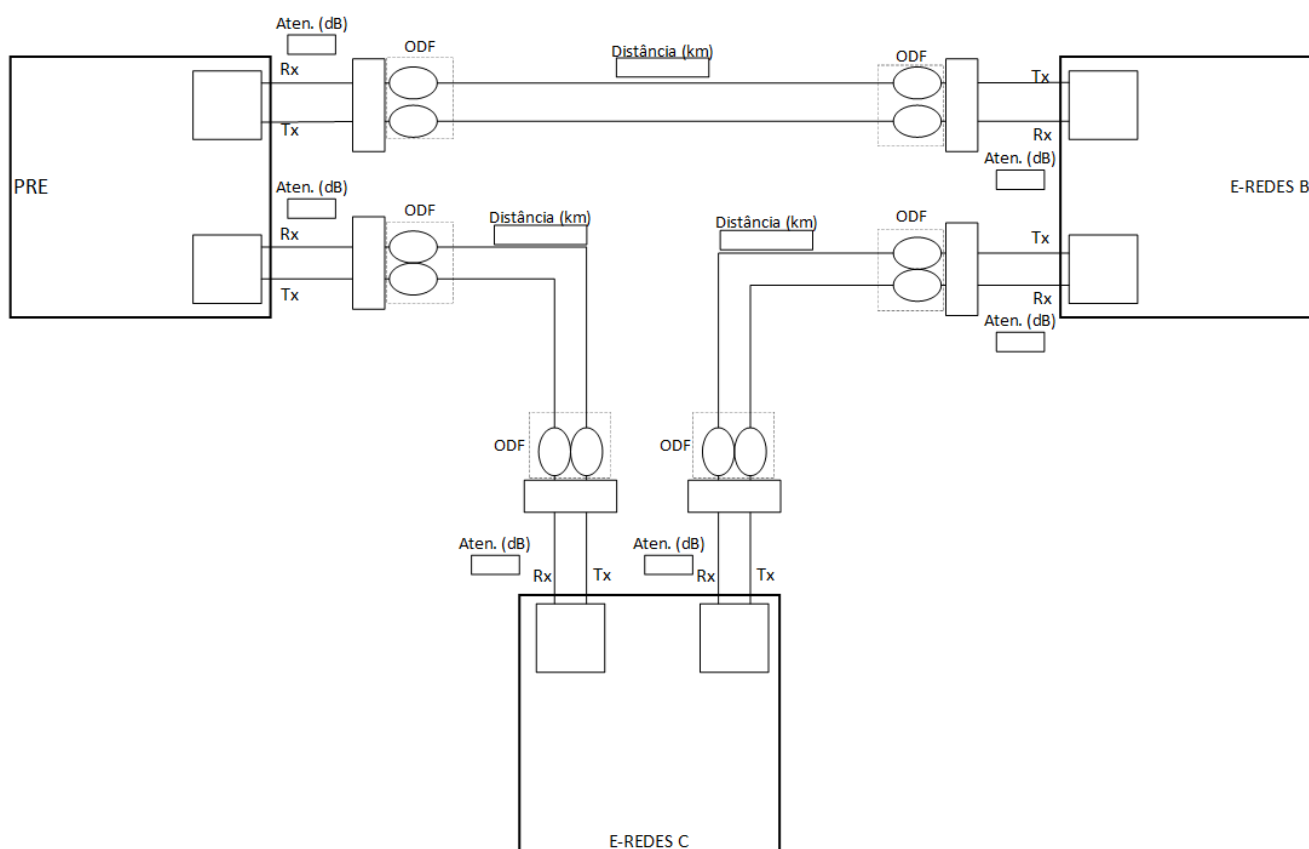 Aten. (dB)
ODF
Distância (km)
ODF
Rx
Tx
Tx
Rx
Aten. (dB)
PRE
Aten. (dB)
E-REDES B
ODF
Distância (km)
Distância (km)
ODF
Rx
Tx
Tx
Rx
Aten. (dB)
ODF
ODF
Aten. (dB)
Aten. (dB)
Rx
Tx
Rx
Tx
E-REDES C